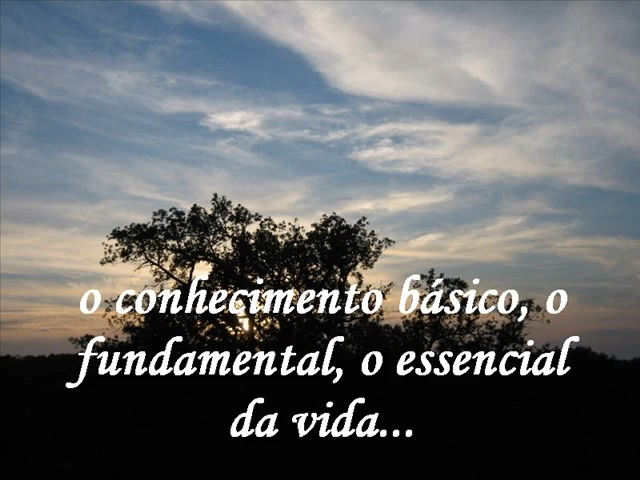 o conhecimento básico, o
fundamental, o essencial
da vida...